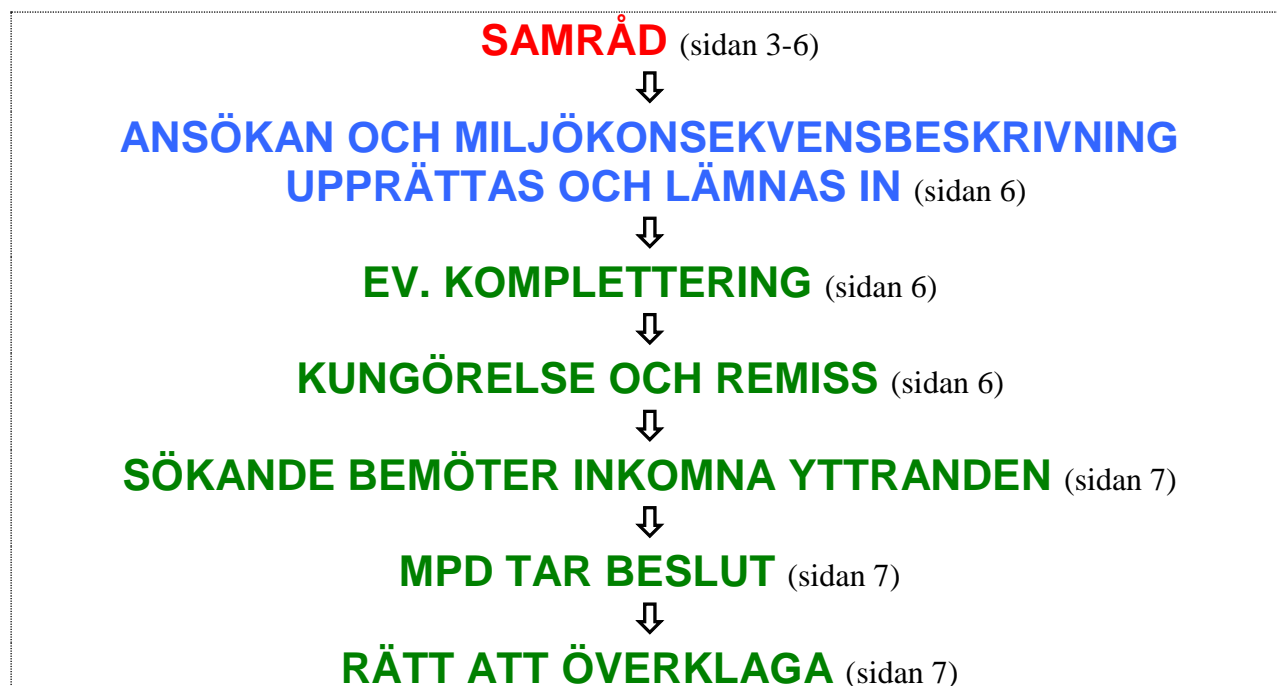 SAMRÅD (sidan 3-6)
⇩
ANSÖKAN OCH MILJÖKONSEKVENSBESKRIVNING
UPPRÄTTAS OCH LÄMNAS IN (sidan 6)
⇩
EV. KOMPLETTERING (sidan 6)
⇩
KUNGÖRELSE OCH REMISS (sidan 6)
⇩
SÖKANDE BEMÖTER INKOMNA YTTRANDEN (sidan 7)
⇩
MPD TAR BESLUT (sidan 7)
⇩
RÄTT ATT ÖVERKLAGA (sidan 7)